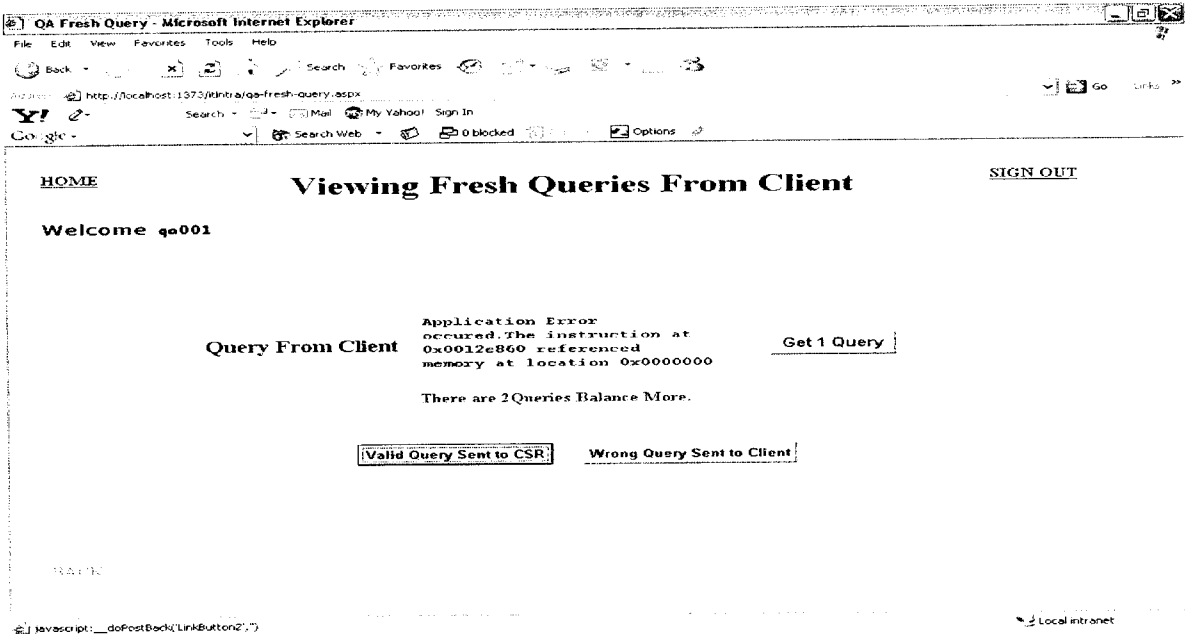 QA Fresh Query - Microsoft Internet Explorer
File Edit View Favorites Tools Help
Back Search Favorites
Address http://localhost:1373/itintra/qa-fresh-query.aspx Go Links »
Y! Search Mail My Yahoo! Sign In
Google Search Web 0 blocked Options
HOME
Viewing Fresh Queries From Client
SIGN OUT
Welcome qa001
Query From Client
Application Error
occured.The instruction at
0x0012e860 referenced
memory at location 0x0000000
Get 1 Query
There are 2Queries Balance More.
Valid Query Sent to CSR Wrong Query Sent to Client
BACK
javascript:__doPostBack('LinkButton2','') Local intranet